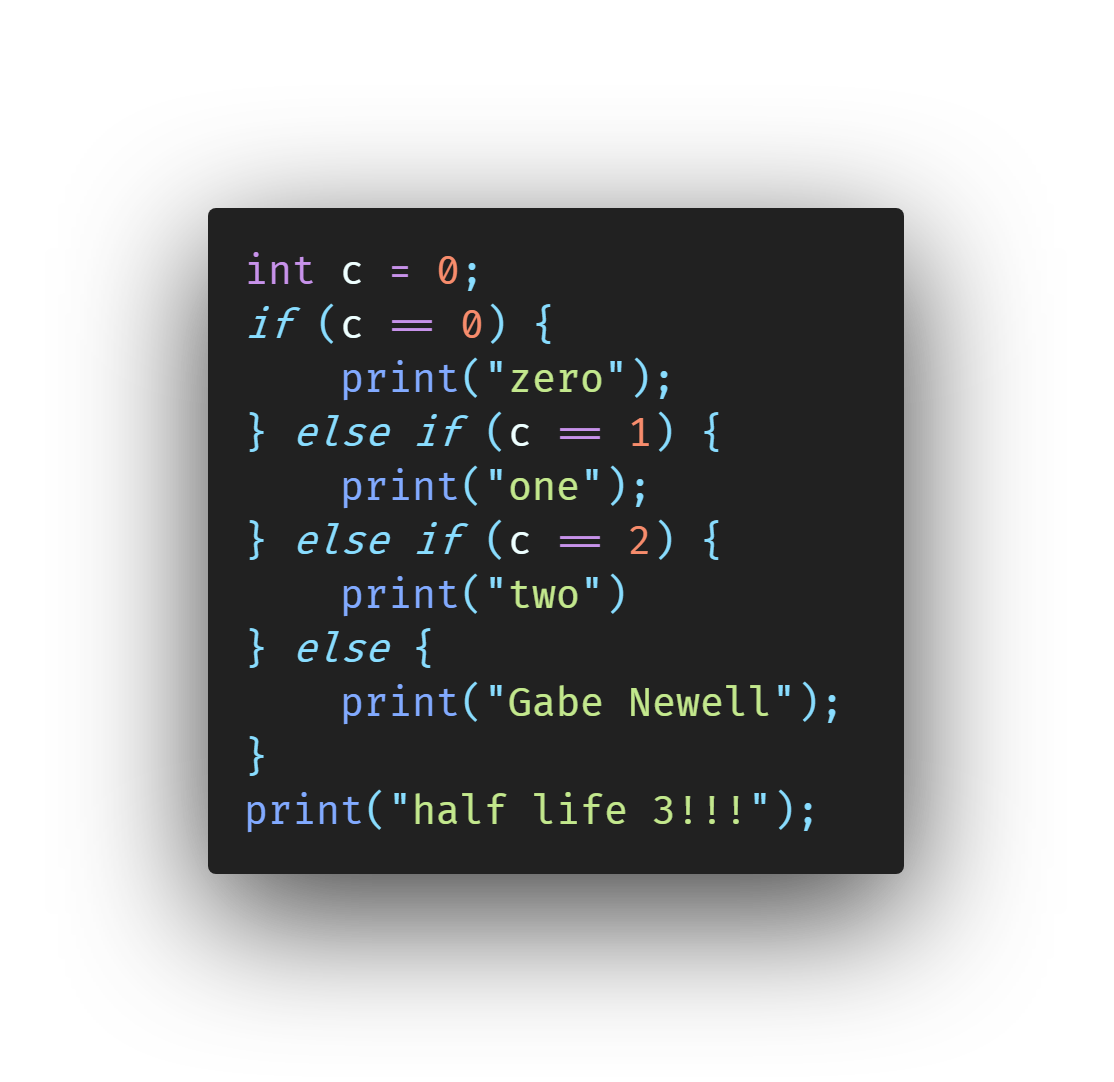 int c = 0;
if (c == 0) {
    print("zero");
} else if (c == 1) {
    print("one");
} else if (c == 2) {
    print("two")
} else {
    print("Gabe Newell");
}
print("half life 3!!!");